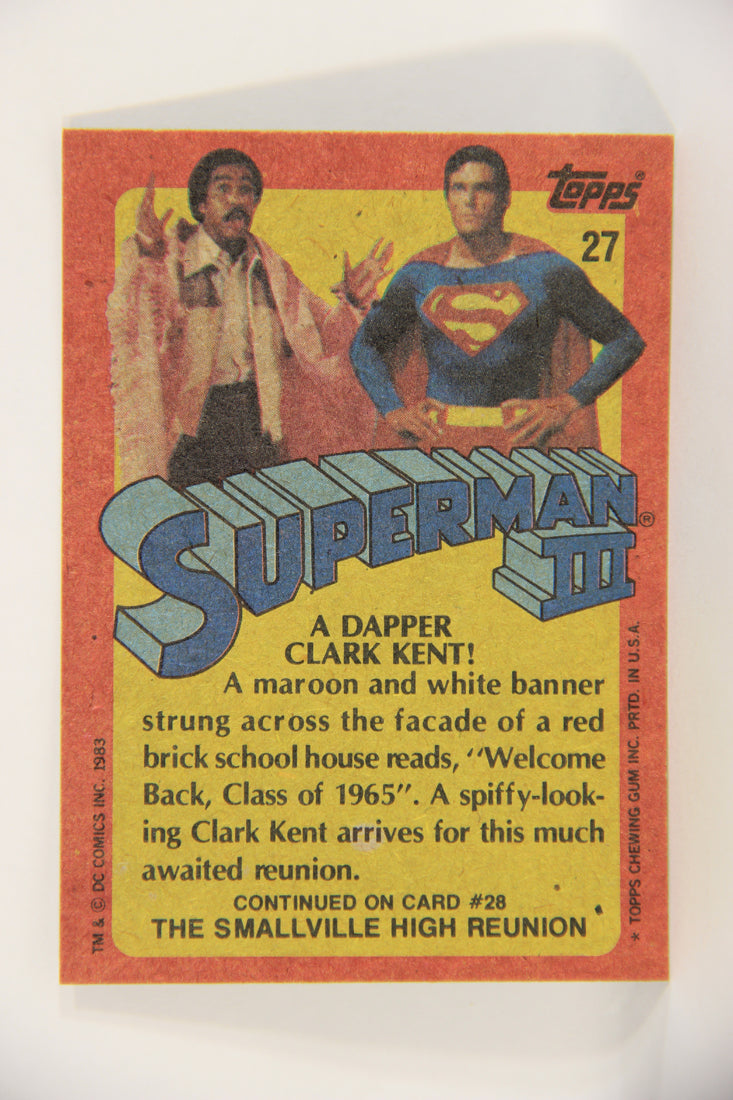 topps®
27
S
SUPERMAN®
III
A DAPPER
CLARK KENT!
A maroon and white banner
strung across the facade of a red
brick school house reads, "Welcome
Back, Class of 1965". A spiffy-look-
ing Clark Kent arrives for this much
awaited reunion.
CONTINUED ON CARD #28
THE SMALLVILLE HIGH REUNION
TM & © DC COMICS INC. 1983
* TOPPS CHEWING GUM INC. PRTD. IN U.S.A.